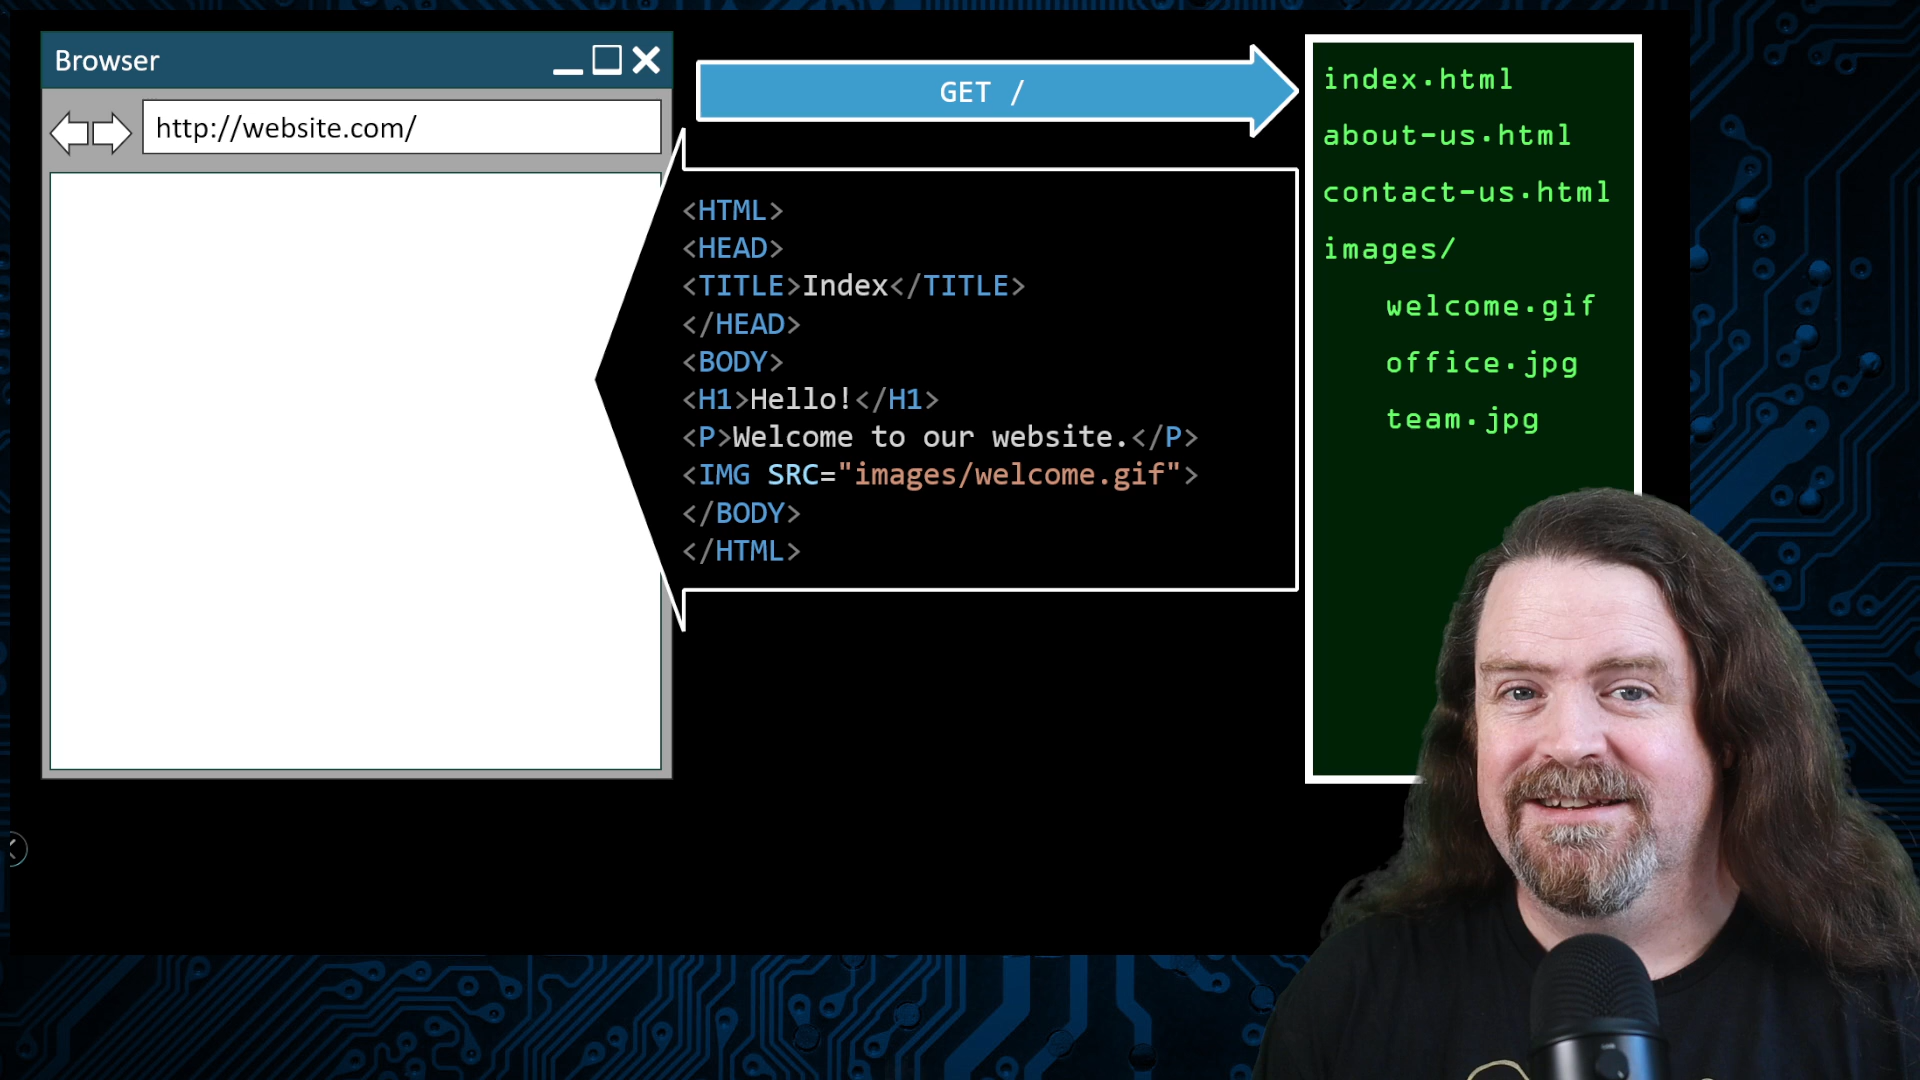 Browser
http://website.com/
GET /
<HTML>
<HEAD>
<TITLE>Index</TITLE>
</HEAD>
<BODY>
<H1>Hello!</H1>
<P>Welcome to our website.</P>
<IMG SRC="images/welcome.gif">
</BODY>
</HTML>
index.html
about-us.html
contact-us.html
images/
welcome.gif
office.jpg
team.jpg